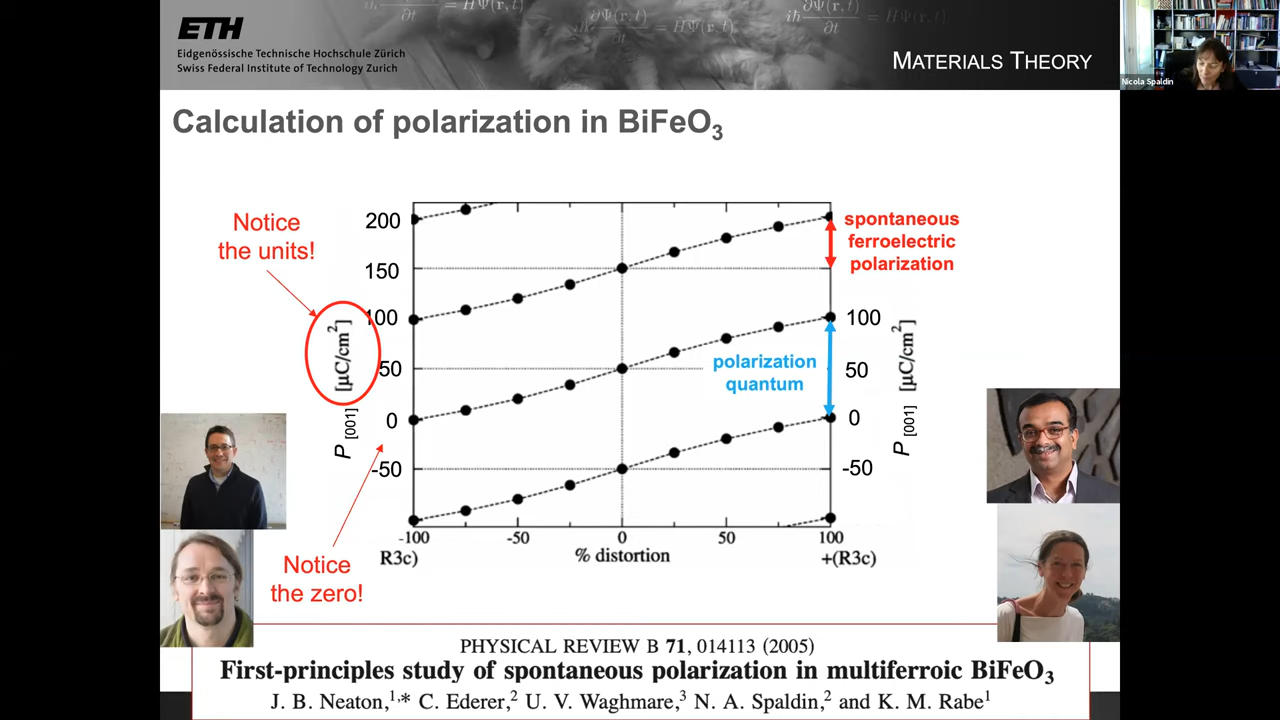 ETH
Eidgenössische Technische Hochschule Zürich
Swiss Federal Institute of Technology Zurich
MATERIALS THEORY
Nicola Spaldin
Calculation of polarization in BiFeO3
Notice
the units!
200
150
100
50
0
-50
P[001] [µC/cm2]
spontaneous
ferroelectric
polarization
polarization
quantum
100
50
0
-50
P[001] [µC/cm2]
-100 -50 0 50 100
R3c) % distortion +(R3c)
Notice
the zero!
PHYSICAL REVIEW B 71, 014113 (2005)
First-principles study of spontaneous polarization in multiferroic BiFeO3
J. B. Neaton,1,* C. Ederer,2 U. V. Waghmare,3 N. A. Spaldin,2 and K. M. Rabe1